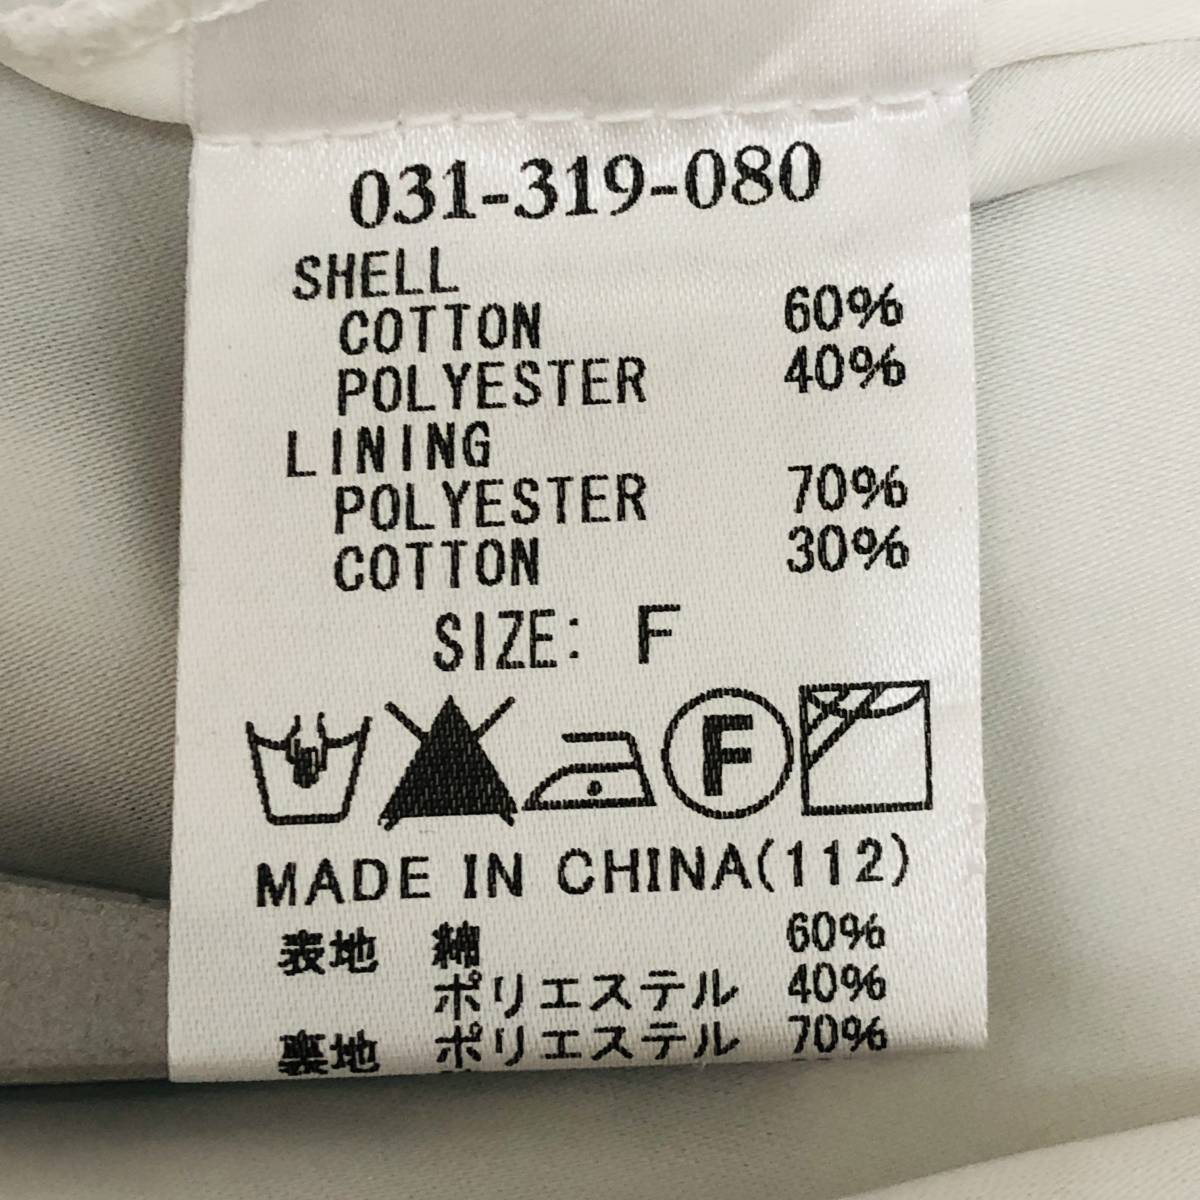 031-319-080
SHELL
COTTON 60%
POLYESTER 40%
LINING
POLYESTER 70%
COTTON 30%
SIZE: F
F
MADE IN CHINA(112)
表地 綿 60%
ポリエステル 40%
裏地 ポリエステル 70%